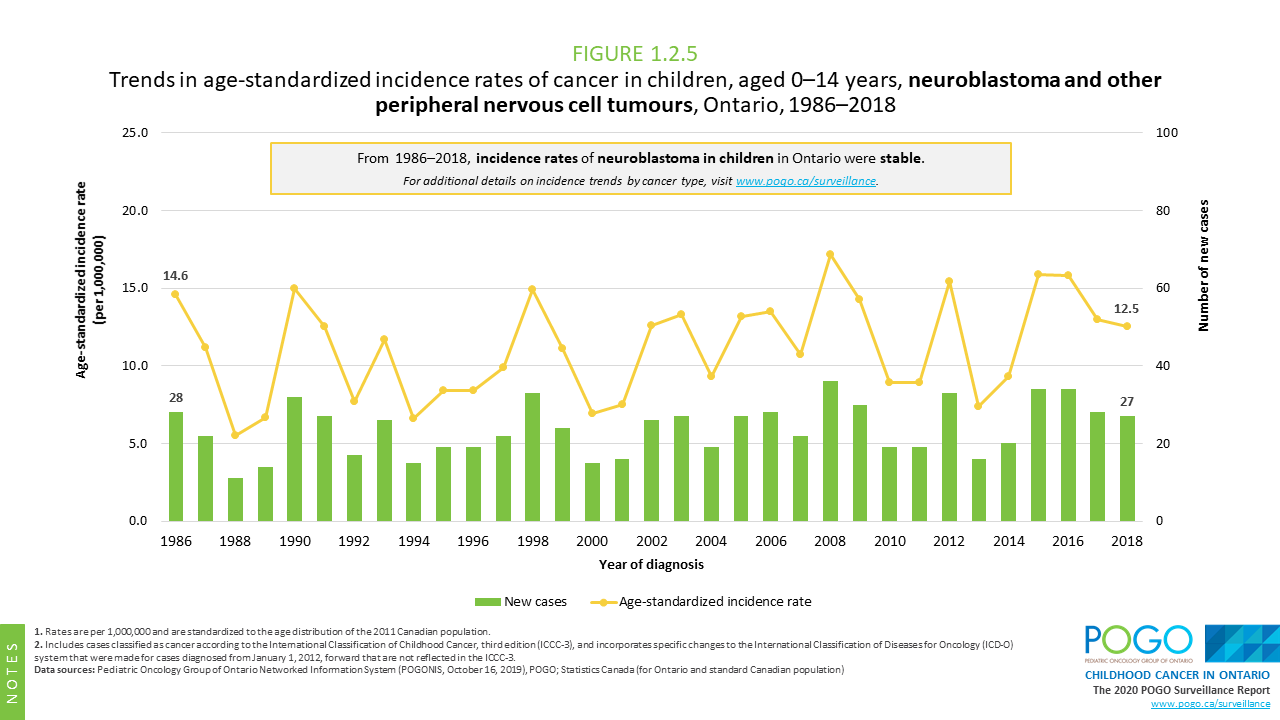 FIGURE 1.2.5
Trends in age-standardized incidence rates of cancer in children, aged 0–14 years, neuroblastoma and other
peripheral nervous cell tumours, Ontario, 1986–2018
From 1986–2018, incidence rates of neuroblastoma in children in Ontario were stable.
For additional details on incidence trends by cancer type, visit www.pogo.ca/surveillance.
Age-standardized incidence rate
(per 1,000,000)
25.0
20.0
15.0
10.0
5.0
0.0
14.6
28
12.5
27
100
80
60
40
20
0
Number of new cases
1986 1988 1990 1992 1994 1996 1998 2000 2002 2004 2006 2008 2010 2012 2014 2016 2018
Year of diagnosis
New cases
Age-standardized incidence rate
NOTES
1. Rates are per 1,000,000 and are standardized to the age distribution of the 2011 Canadian population.
2. Includes cases classified as cancer according to the International Classification of Childhood Cancer, third edition (ICCC-3), and incorporates specific changes to the International Classification of Diseases for Oncology (ICD-O)
system that were made for cases diagnosed from January 1, 2012, forward that are not reflected in the ICCC-3.
Data sources: Pediatric Oncology Group of Ontario Networked Information System (POGONIS, October 16, 2019), POGO; Statistics Canada (for Ontario and standard Canadian population)
POGO
PEDIATRIC ONCOLOGY GROUP OF ONTARIO
CHILDHOOD CANCER IN ONTARIO
The 2020 POGO Surveillance Report
www.pogo.ca/surveillance